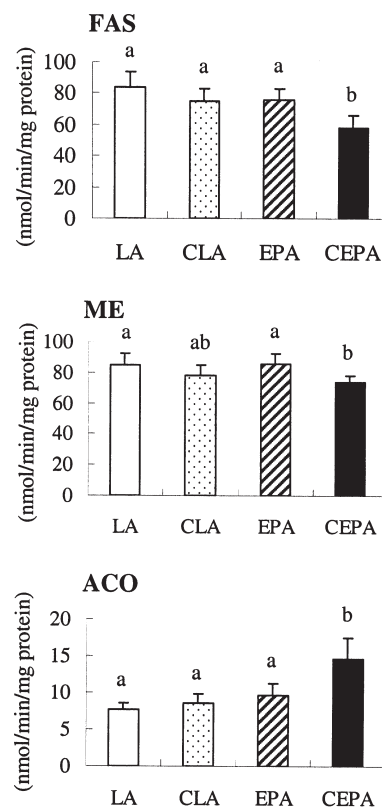 FAS
(nmol/min/mg protein)
100
80
60
40
20
0
a
a
a
b
LA
CLA
EPA
CEPA
ME
(nmol/min/mg protein)
100
80
60
40
20
0
a
ab
a
b
LA
CLA
EPA
CEPA
ACO
(nmol/min/mg protein)
20
15
10
5
0
a
a
a
b
LA
CLA
EPA
CEPA